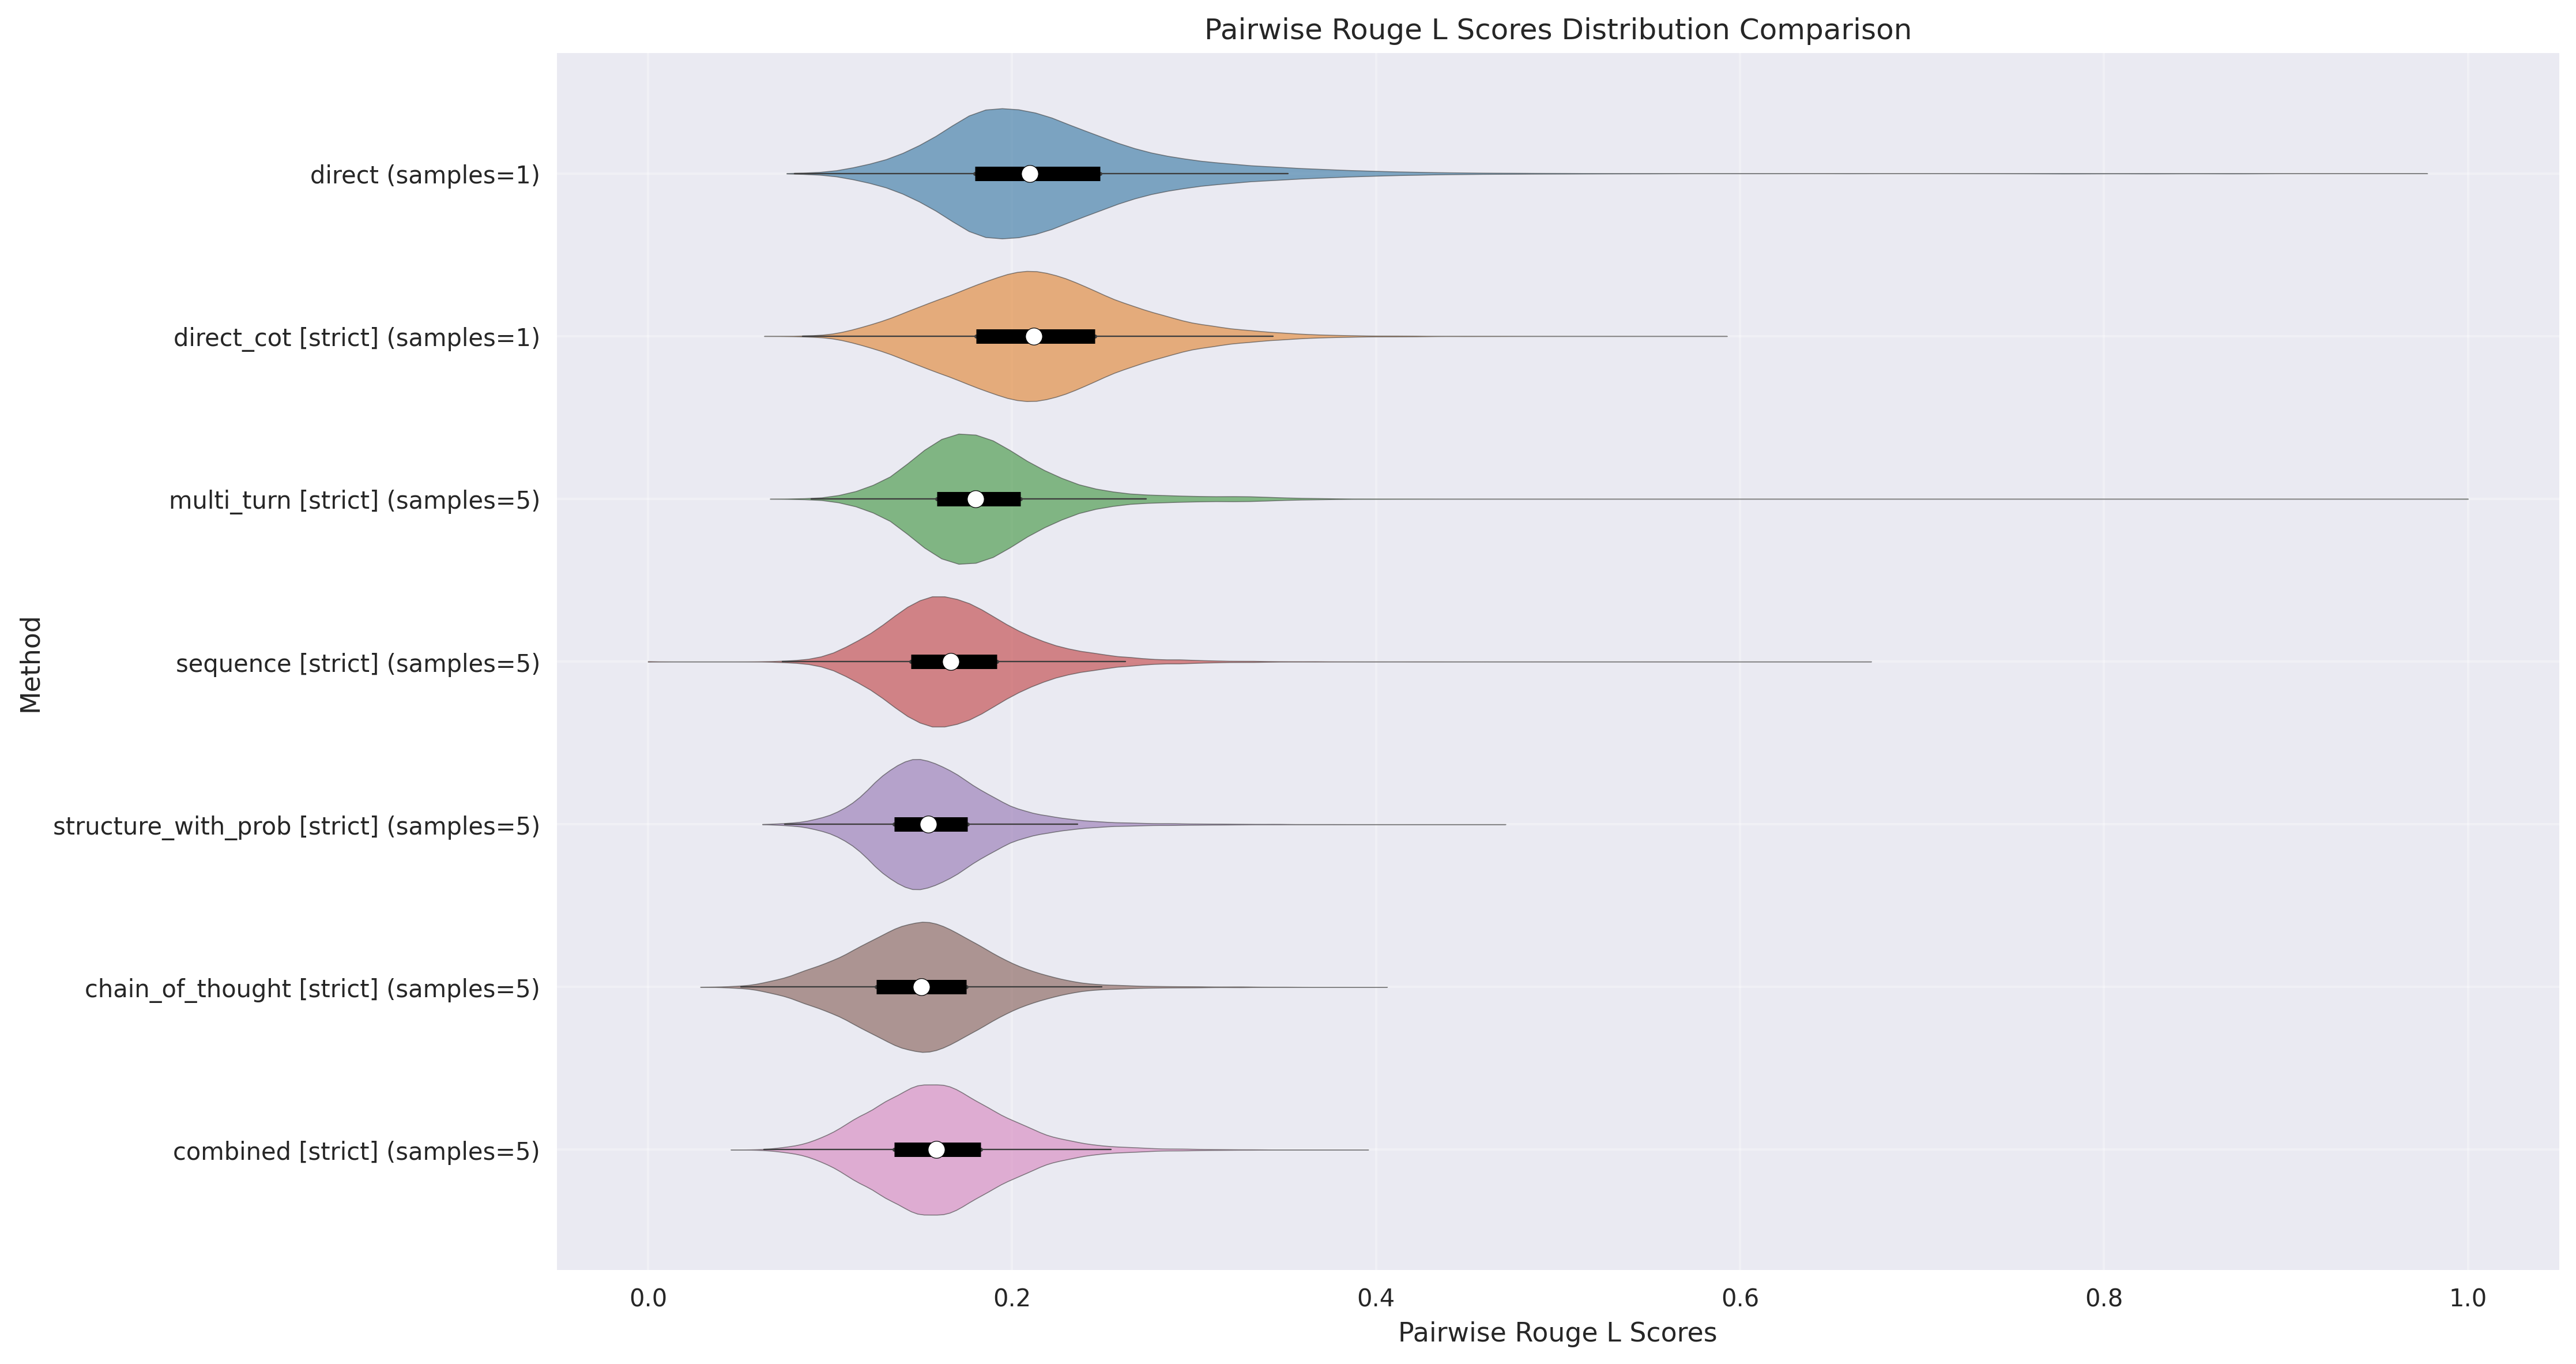 Pairwise Rouge L Scores Distribution Comparison
Method
direct (samples=1)
direct_cot [strict] (samples=1)
multi_turn [strict] (samples=5)
sequence [strict] (samples=5)
structure_with_prob [strict] (samples=5)
chain_of_thought [strict] (samples=5)
combined [strict] (samples=5)
0.0 0.2 0.4 0.6 0.8 1.0
Pairwise Rouge L Scores